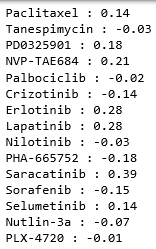 Paclitaxel : 0.14
Tanespimycin : -0.03
PD0325901 : 0.18
NVP-TAE684 : 0.21
Palbociclib : -0.02
Crizotinib : -0.14
Erlotinib : 0.28
Lapatinib : 0.28
Nilotinib : -0.03
PHA-665752 : -0.18
Saracatinib : 0.39
Sorafenib : -0.15
Selumetinib : 0.14
Nutlin-3a : -0.07
PLX-4720 : -0.01